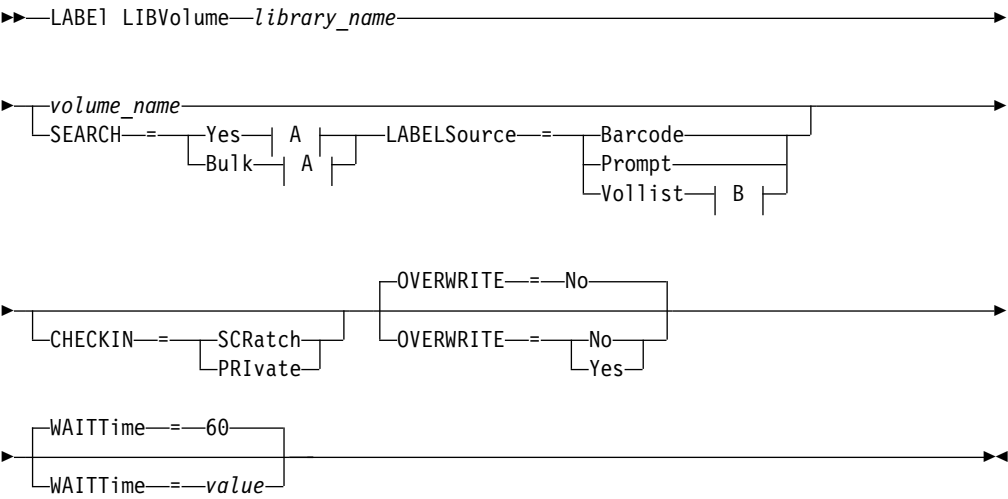 LABEl LIBVolume library_name
volume_name
SEARCH = Yes A LABELSource = Barcode
Bulk A Prompt
Vollist B
OVERWRITE = No
CHECKIN = SCRatch OVERWRITE = No
PRIvate Yes
WAITTime = 60
WAITTime = value